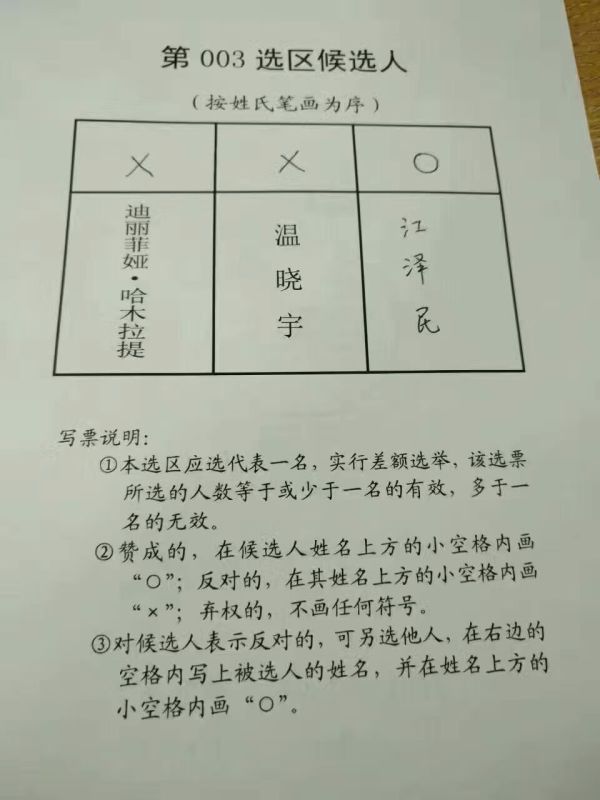 第 003 选区候选人
（按姓氏笔画为序）
× × ○
迪丽菲娅·哈木拉提
温晓宇
江泽民
写票说明：
①本选区应选代表一名，实行差额选举，该选票
所选的人数等于或少于一名的有效，多于一
名的无效。
②赞成的，在候选人姓名上方的小空格内画
“○”；反对的，在其姓名上方的小空格内画
“×”；弃权的，不画任何符号。
③对候选人表示反对的，可另选他人，在右边的
空格内写上被选人的姓名，并在姓名上方的
小空格内画“○”。